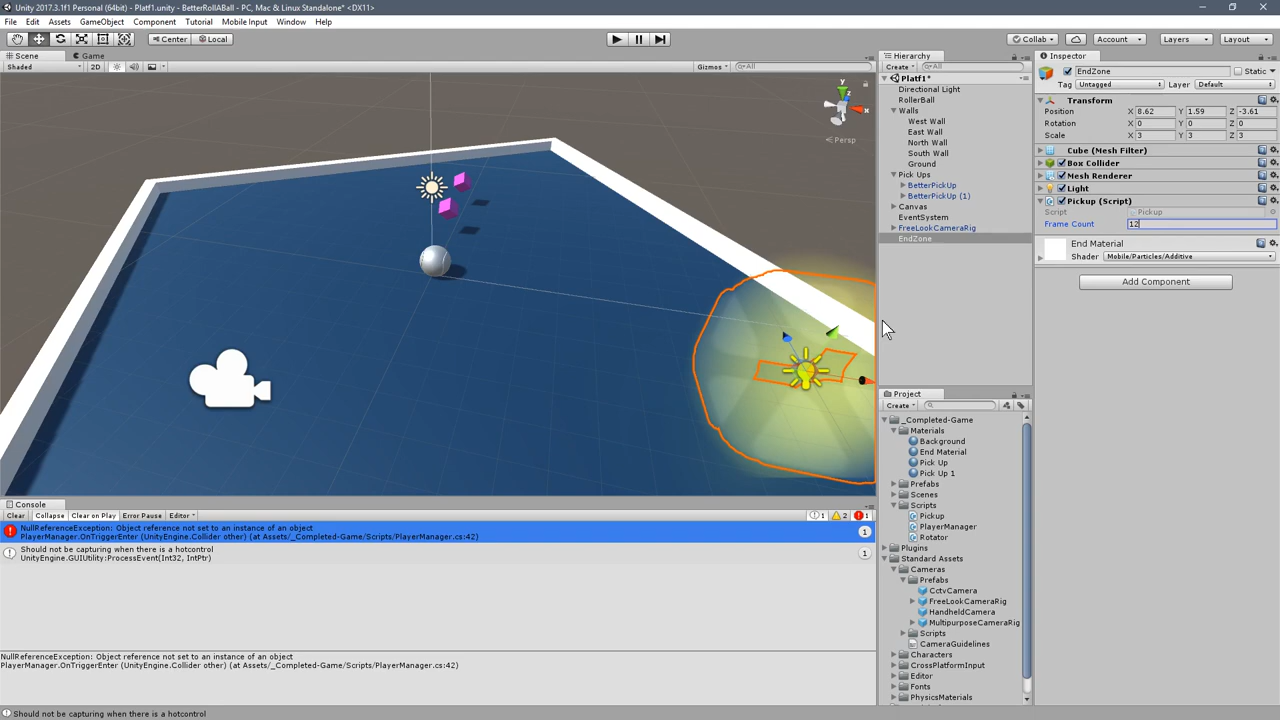 Unity 2017.3.1f1 Personal (64bit) - Platf1.unity - BetterRollABall - PC, Mac & Linux Standalone* <DX11>
File Edit Assets GameObject Component Tutorial Mobile Input Window Help
Center Local Collab Account Layers Layout
Scene Game
Shaded 2D Gizmos All
y x
Persp
Hierarchy
Create All
Platf1*
Directional Light
RollerBall
Walls
West Wall
East Wall
North Wall
South Wall
Ground
Pick Ups
BetterPickUp
BetterPickUp (1)
Canvas
EventSystem
FreeLookCameraRig
EndZone
Inspector
EndZone Static
Tag Untagged Layer Default
Transform
Position X 8.62 Y 1.59 Z -3.61
Rotation X 0 Y 0 Z 0
Scale X 3 Y 3 Z 3
Cube (Mesh Filter)
Box Collider
Mesh Renderer
Light
Pickup (Script)
Script Pickup
Frame Count 12
End Material
Shader Mobile/Particles/Additive
Add Component
Project
Create
_Completed-Game
Materials
Background
End Material
Pick Up
Pick Up 1
Prefabs
Scenes
Scripts
Pickup
PlayerManager
Rotator
Plugins
Standard Assets
Cameras
Prefabs
CctvCamera
FreeLookCameraRig
HandheldCamera
MultipurposeCameraRig
Scripts
CameraGuidelines
Characters
CrossPlatformInput
Editor
Fonts
PhysicsMaterials
Console
Clear Collapse Clear on Play Error Pause Editor 1 2 1
NullReferenceException: Object reference not set to an instance of an object
PlayerManager.OnTriggerEnter (UnityEngine.Collider other) (at Assets/_Completed-Game/Scripts/PlayerManager.cs:42) 1
Should not be capturing when there is a hotcontrol
UnityEngine.GUIUtility:ProcessEvent(Int32, IntPtr) 1
NullReferenceException: Object reference not set to an instance of an object
PlayerManager.OnTriggerEnter (UnityEngine.Collider other) (at Assets/_Completed-Game/Scripts/PlayerManager.cs:42)
Should not be capturing when there is a hotcontrol